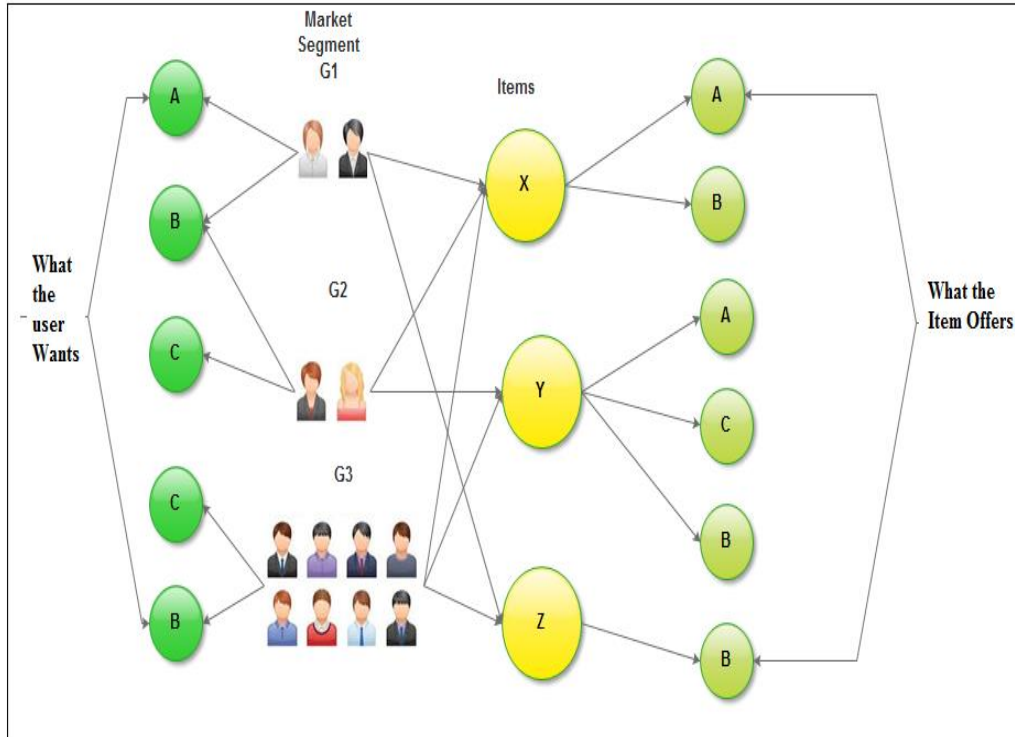 Market
Segment
G1
Items
A
B
What
the
user
Wants
C
C
B
G2
G3
X
Y
Z
A
B
A
C
B
B
What the
Item Offers